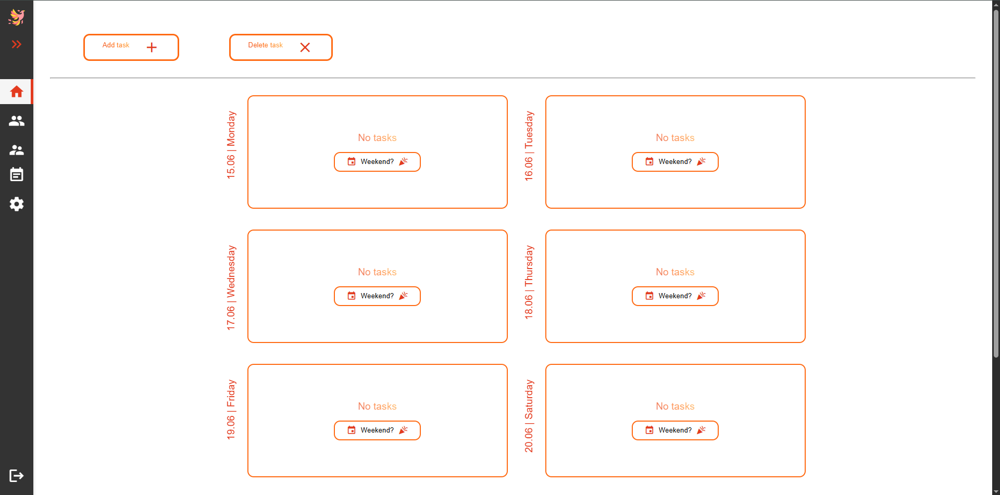 Add task
Delete task
15.06 | Monday
No tasks
Weekend?
16.06 | Tuesday
No tasks
Weekend?
17.06 | Wednesday
No tasks
Weekend?
18.06 | Thursday
No tasks
Weekend?
19.06 | Friday
No tasks
Weekend?
20.06 | Saturday
No tasks
Weekend?